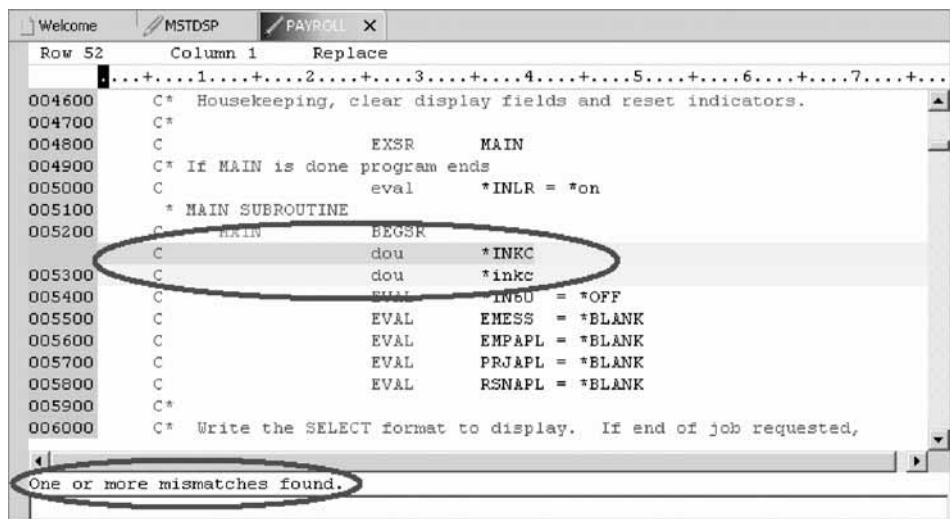 Welcome MSTDSP PAYROLL X
Row 52 Column 1 Replace
....+....1....+....2....+....3....+....4....+....5....+....6....+....7....+...
004600 C* Housekeeping, clear display fields and reset indicators.
004700 C*
004800 C EXSR MAIN
004900 C* If MAIN is done program ends
005000 C eval *INLR = *on
005100 * MAIN SUBROUTINE
005200 C MAIN BEGSR
C dou *INKC
005300 C dou *inkc
005400 C EVAL *IN60 = *OFF
005500 C EVAL EMESS = *BLANK
005600 C EVAL EMPAPL = *BLANK
005700 C EVAL PRJAPL = *BLANK
005800 C EVAL RSNAPL = *BLANK
005900 C*
006000 C* Write the SELECT format to display. If end of job requested,
One or more mismatches found.